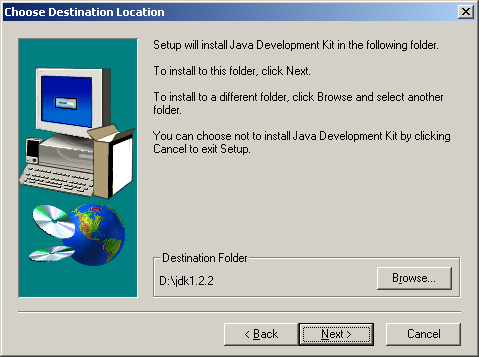 Choose Destination Location
Setup will install Java Development Kit in the following folder.
To install to this folder, click Next.
To install to a different folder, click Browse and select another
folder.
You can choose not to install Java Development Kit by clicking
Cancel to exit Setup.
Destination Folder
D:\jdk1.2.2
Browse...
< Back
Next >
Cancel